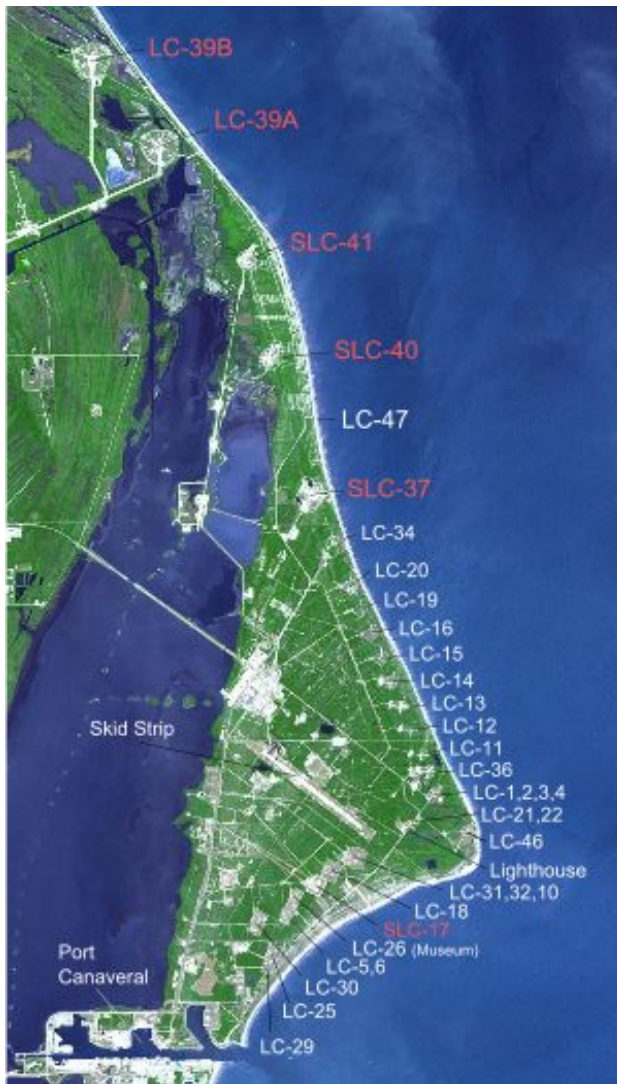 LC-39B
LC-39A
SLC-41
SLC-40
LC-47
SLC-37
LC-34
LC-20
LC-19
LC-16
LC-15
LC-14
LC-13
LC-12
Skid Strip
LC-11
LC-36
LC-1,2,3,4
LC-21,22
LC-46
Lighthouse
LC-31,32,10
LC-18
SLC-17
LC-26 (Museum)
LC-5,6
LC-30
LC-25
LC-29
Port
Canaveral